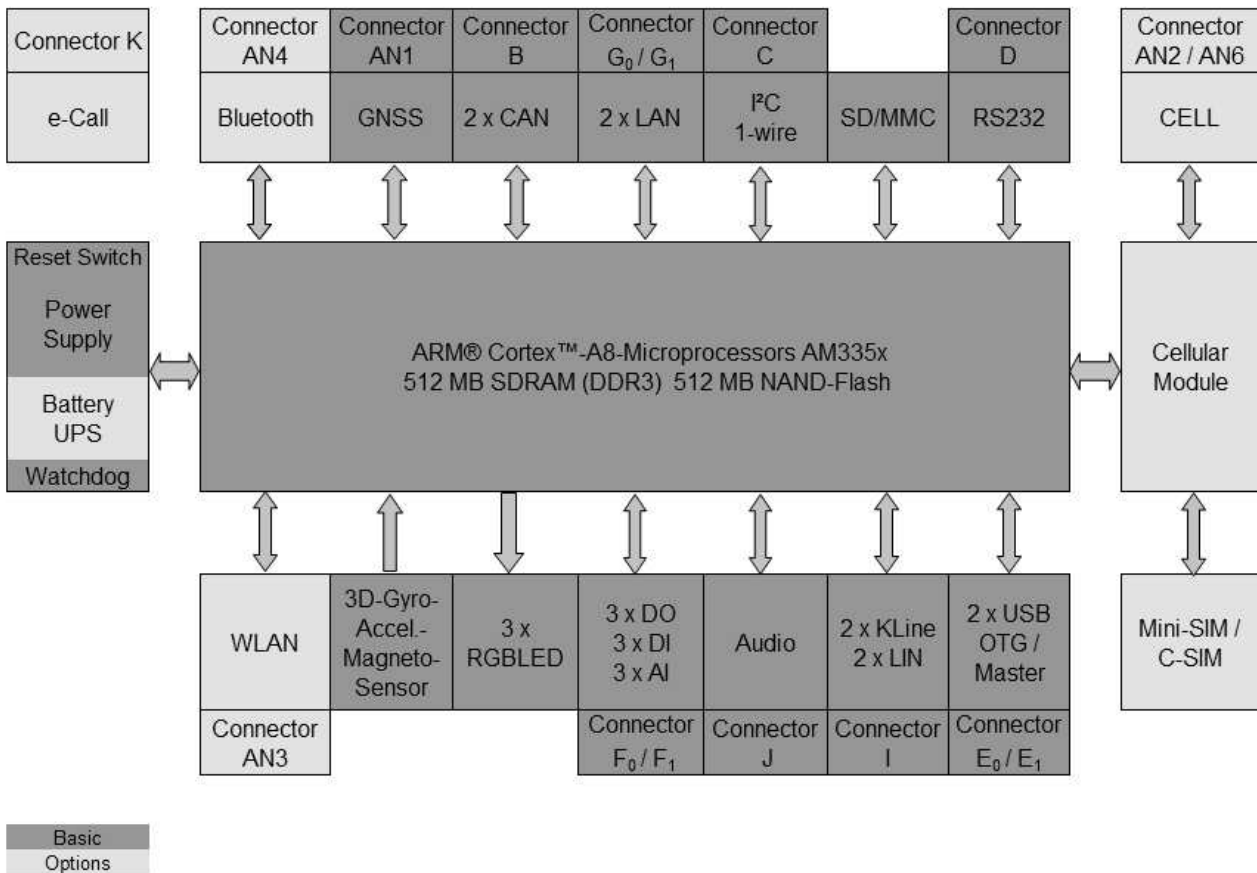 Connector K
Connector
AN4
Connector
AN1
Connector
B
Connector
G₀ / G₁
Connector
C
Connector
D
Connector
AN2 / AN6
e-Call
Bluetooth
GNSS
2 x CAN
2 x LAN
I²C
1-wire
SD/MMC
RS232
CELL
Reset Switch
Power
Supply
Battery
UPS
Watchdog
ARM® Cortex™-A8-Microprocessors AM335x
512 MB SDRAM (DDR3) 512 MB NAND-Flash
Cellular
Module
WLAN
3D-Gyro-
Accel.-
Magneto-
Sensor
3 x
RGBLED
3 x DO
3 x DI
3 x AI
Audio
2 x KLine
2 x LIN
2 x USB
OTG /
Master
Mini-SIM /
C-SIM
Connector
AN3
Connector
F₀ / F₁
Connector
J
Connector
I
Connector
E₀ / E₁
Basic
Options